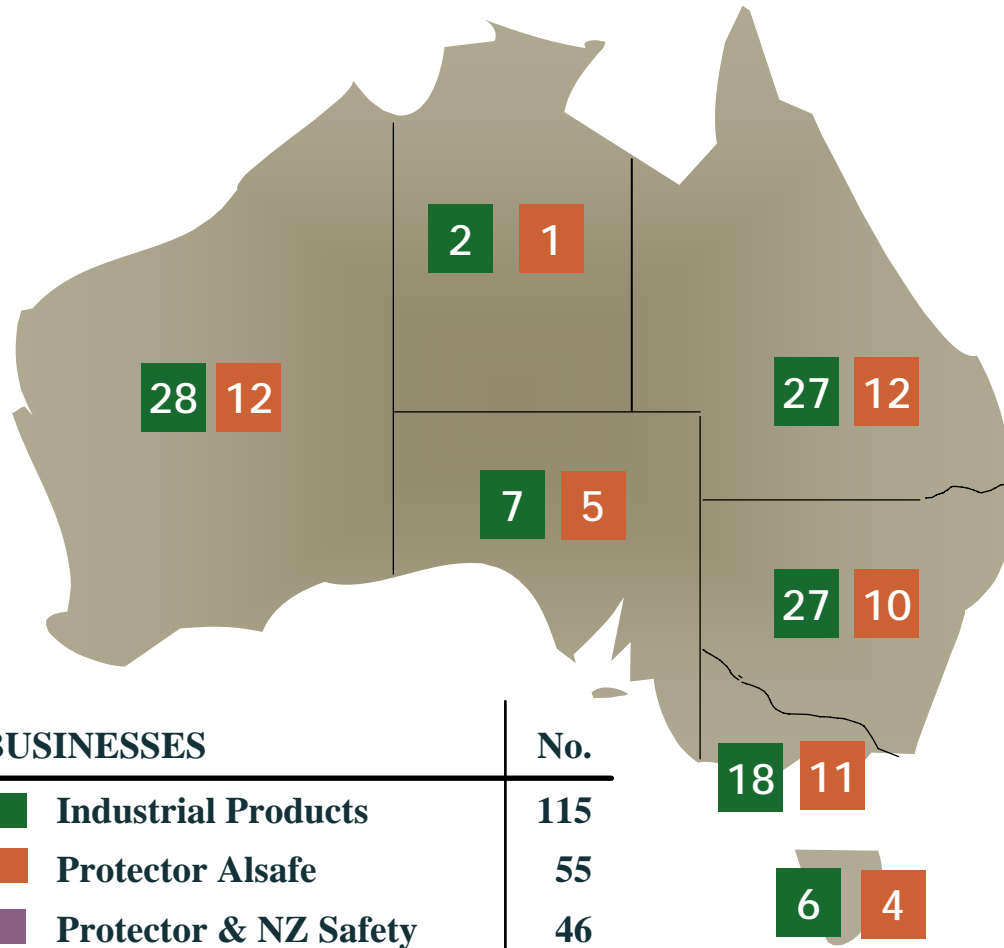 2 1
28 12
27 12
7 5
27 10
BUSINESSES No.
18 11
Industrial Products 115
Protector Alsafe 55
6 4
Protector & NZ Safety 46